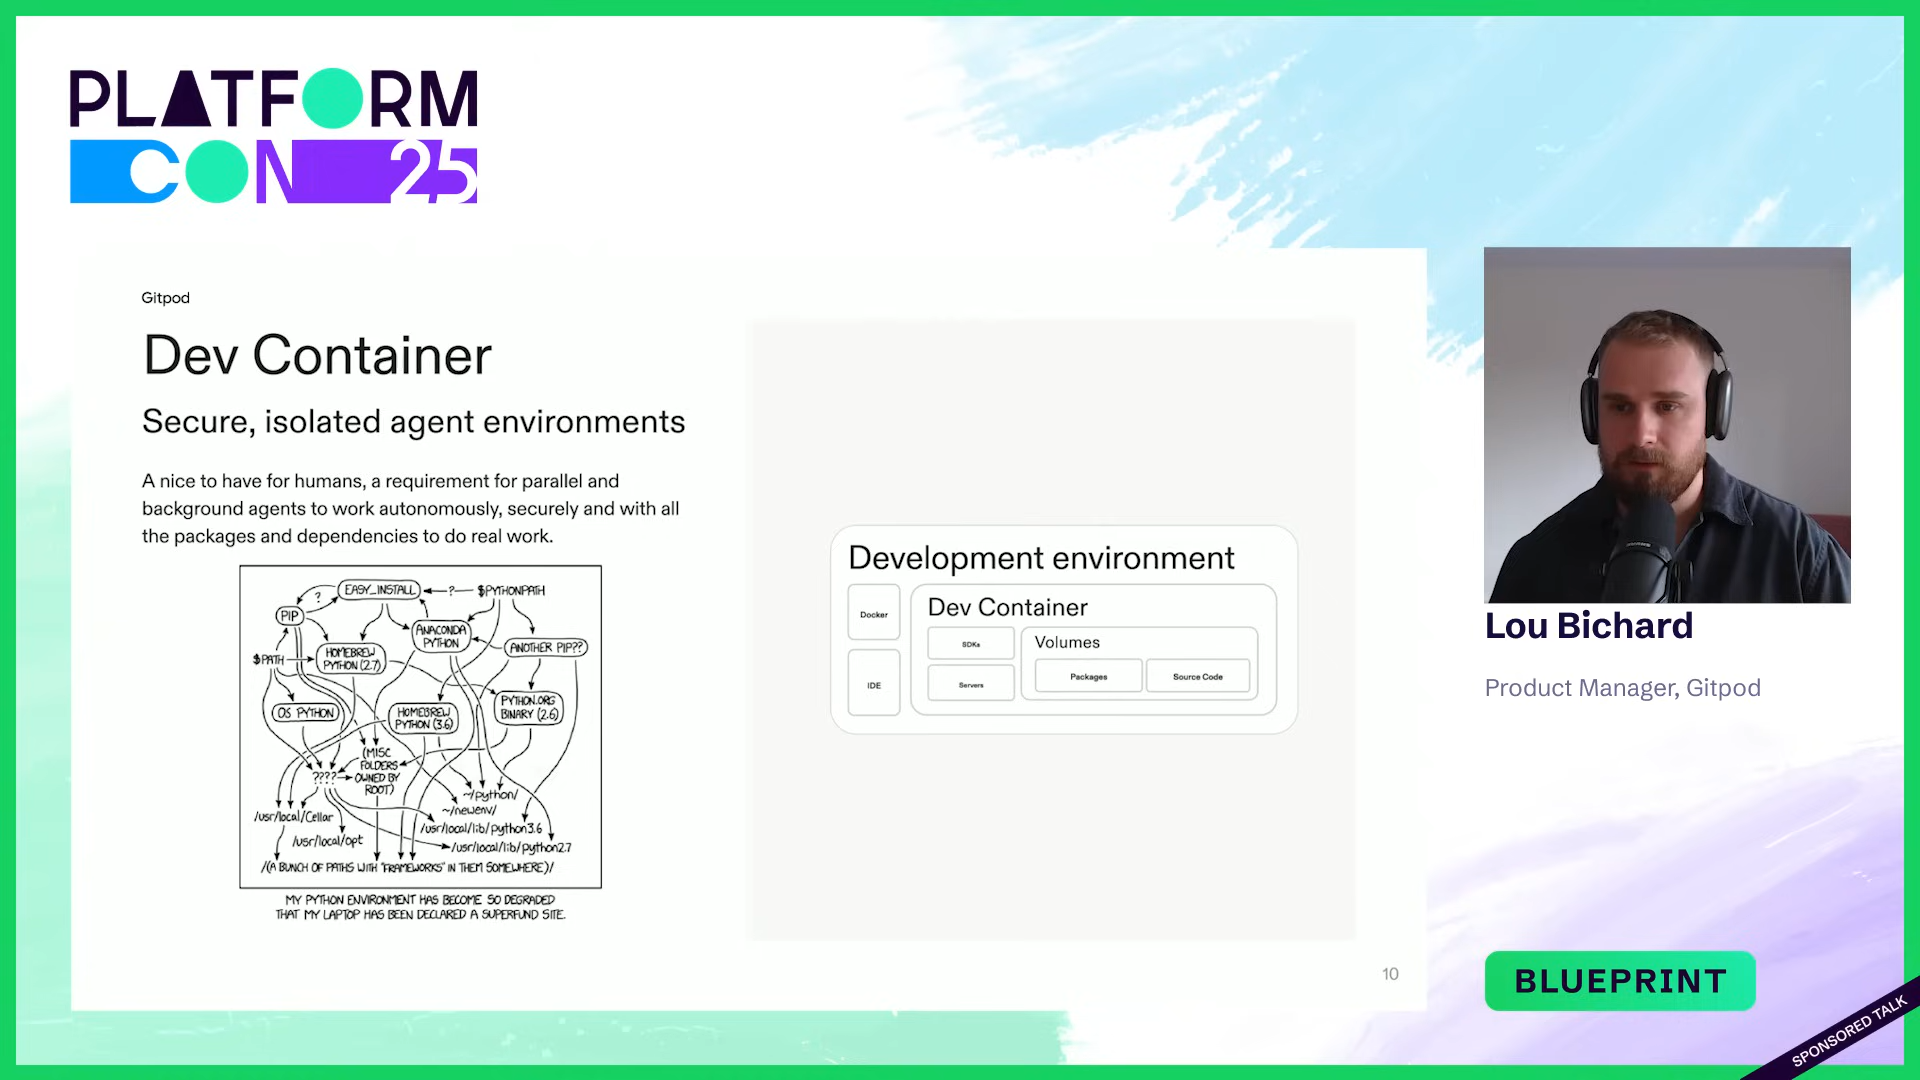 PLATFORM
CON 25
Gitpod
Dev Container
Secure, isolated agent environments
A nice to have for humans, a requirement for parallel and
background agents to work autonomously, securely and with all
the packages and dependencies to do real work.
EASY_INSTALL
?
$PYTHONPATH
?
PIP
ANACONDA
PYTHON
ANOTHER PIP??
HOMEBREW
PYTHON (2.7)
$PATH
OS PYTHON
HOMEBREW
PYTHON (3.6)
PYTHON.ORG
BINARY (2.6)
(MISC
FOLDERS
OWNED BY
ROOT)
????
~/python/
~/newenv/
/usr/local/Cellar
/usr/local/lib/python3.6
/usr/local/opt
/usr/local/lib/python2.7
/(A BUNCH OF PATHS WITH "FRAMEWORKS" IN THEM SOMEWHERE)/
MY PYTHON ENVIRONMENT HAS BECOME SO DEGRADED
THAT MY LAPTOP HAS BEEN DECLARED A SUPERFUND SITE.
Development environment
Docker
IDE
Dev Container
SDKs
Servers
Volumes
Packages
Source Code
10
Lou Bichard
Product Manager, Gitpod
BLUEPRINT
SPONSORED TALK